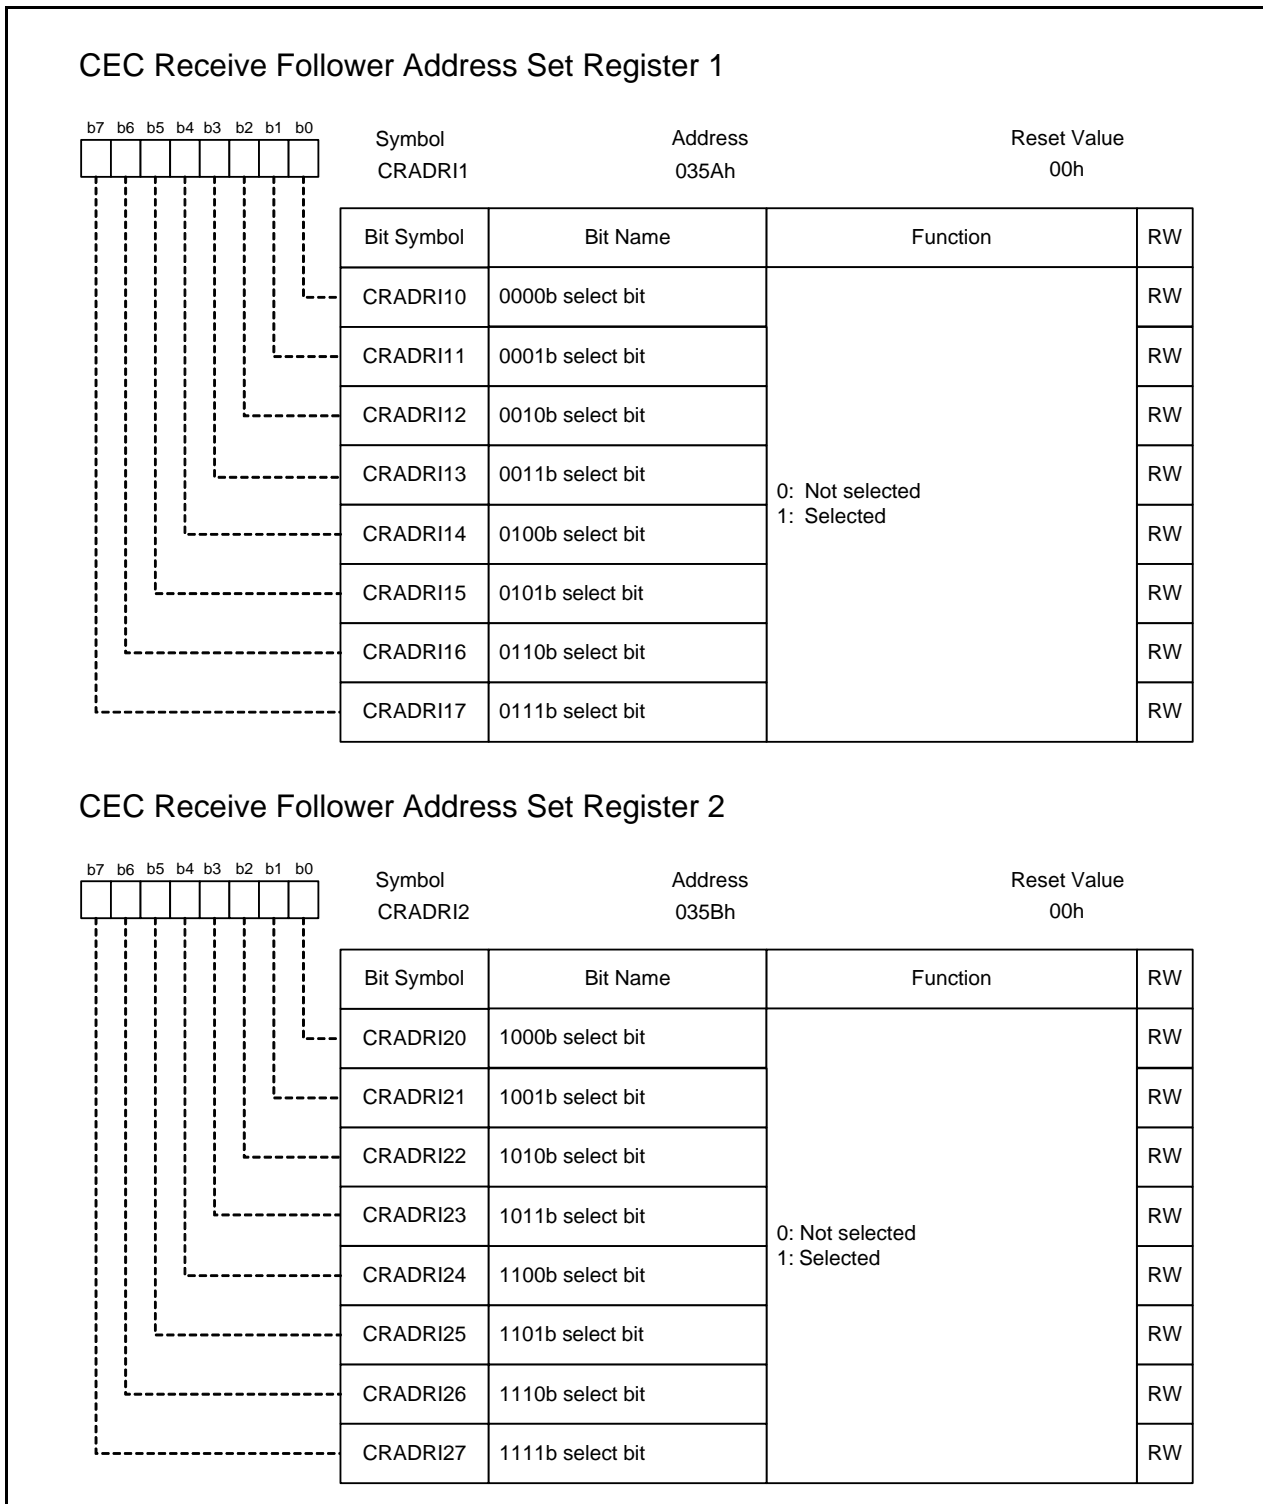 CEC Receive Follower Address Set Register 1
b7 b6 b5 b4 b3 b2 b1 b0
Symbol Address Reset Value
CRADRI1 035Ah 00h
Bit Symbol Bit Name Function RW
CRADRI10 0000b select bit RW
CRADRI11 0001b select bit RW
CRADRI12 0010b select bit RW
CRADRI13 0011b select bit RW
0: Not selected
1: Selected
CRADRI14 0100b select bit RW
CRADRI15 0101b select bit RW
CRADRI16 0110b select bit RW
CRADRI17 0111b select bit RW
CEC Receive Follower Address Set Register 2
b7 b6 b5 b4 b3 b2 b1 b0
Symbol Address Reset Value
CRADRI2 035Bh 00h
Bit Symbol Bit Name Function RW
CRADRI20 1000b select bit RW
CRADRI21 1001b select bit RW
CRADRI22 1010b select bit RW
CRADRI23 1011b select bit RW
0: Not selected
1: Selected
CRADRI24 1100b select bit RW
CRADRI25 1101b select bit RW
CRADRI26 1110b select bit RW
CRADRI27 1111b select bit RW